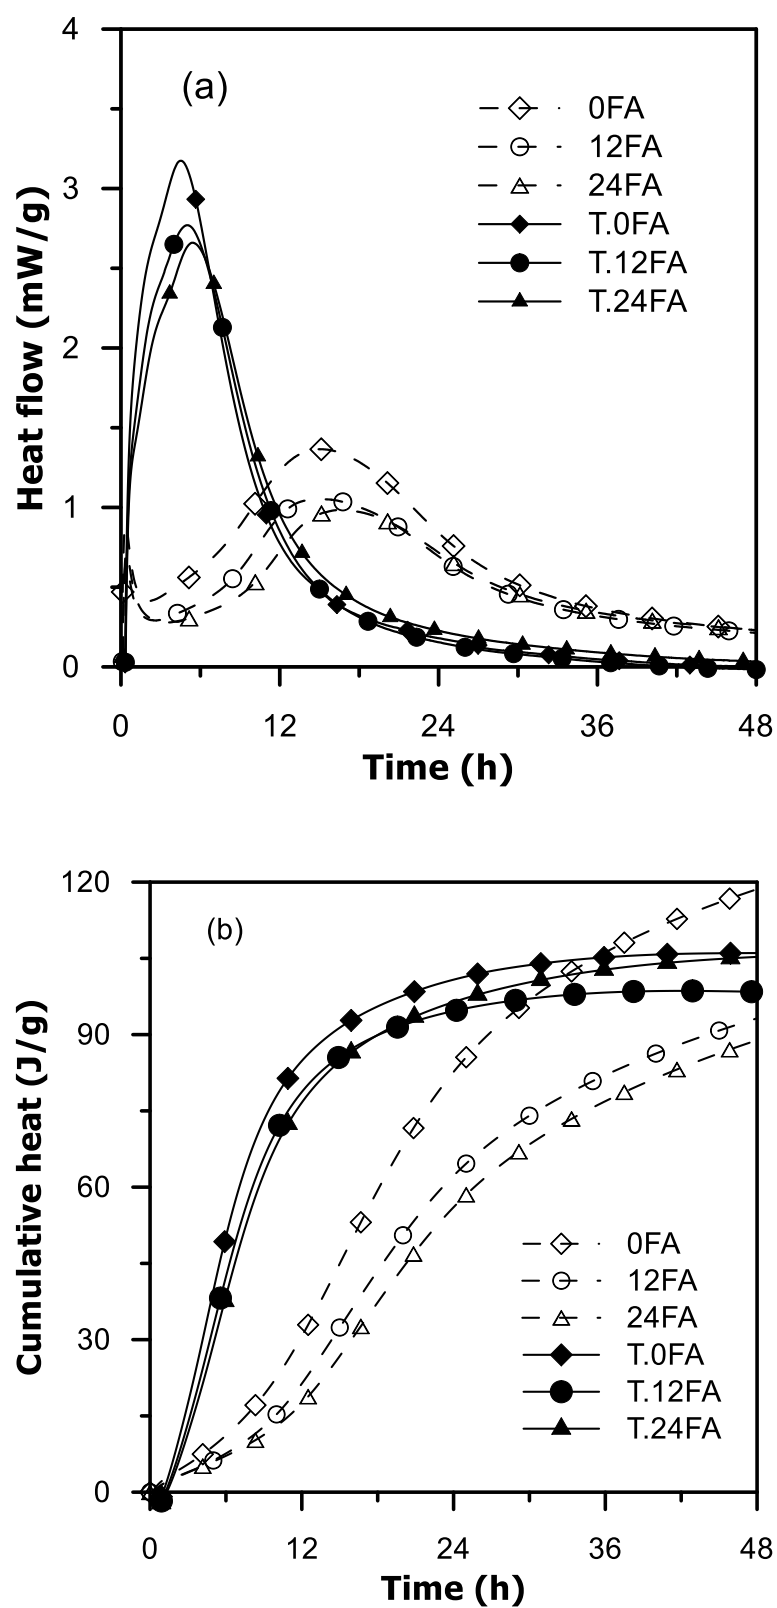 4
(a)
0FA
12FA
24FA
T.0FA
T.12FA
T.24FA
3
2
1
0
Heat flow (mW/g)
0 12 24 36 48
Time (h)
120
(b)
90
60
30
0
Cumulative heat (J/g)
0FA
12FA
24FA
T.0FA
T.12FA
T.24FA
0 12 24 36 48
Time (h)